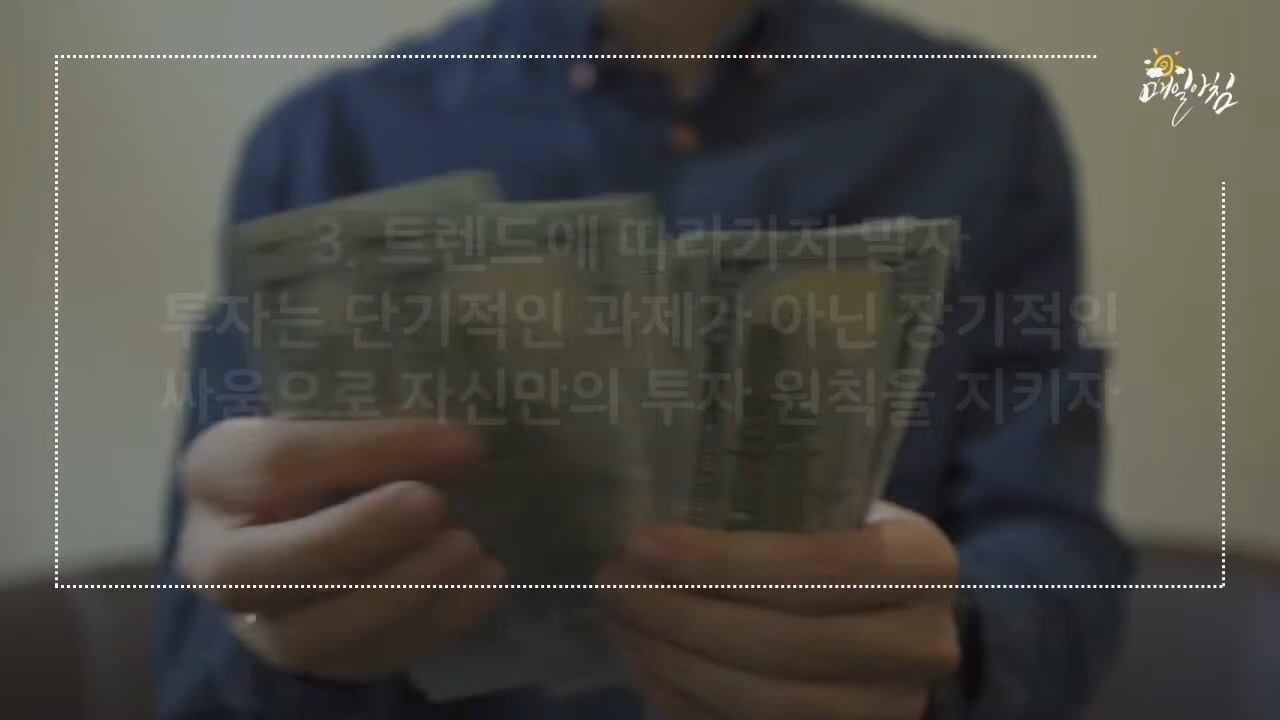 매일아침
3. 트렌드에 따라가지 말자
투자는 단기적인 과제가 아닌 장기적인
싸움으로 자신만의 투자 원칙을 지키자